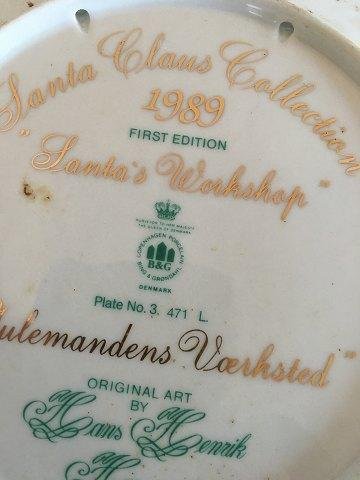 Santa Claus Collection
1989
FIRST EDITION
"Santa's Workshop"
PURVEYOR TO HER MAJESTY
THE QUEEN OF DENMARK
COPENHAGEN PORCELAIN
B&G
BING & GRØNDAHL
DENMARK
Plate No. 3. 471 L.
Julemandens Værksted"
ORIGINAL ART
BY
Hans Henrik